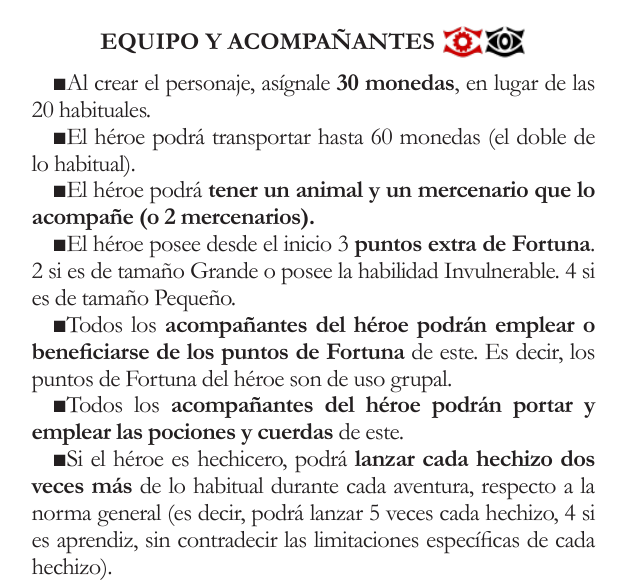 EQUIPO Y ACOMPAÑANTES
■Al crear el personaje, asígnale 30 monedas, en lugar de las
20 habituales.
■El héroe podrá transportar hasta 60 monedas (el doble de
lo habitual).
■El héroe podrá tener un animal y un mercenario que lo
acompañe (o 2 mercenarios).
■El héroe posee desde el inicio 3 puntos extra de Fortuna.
2 si es de tamaño Grande o posee la habilidad Invulnerable. 4 si
es de tamaño Pequeño.
■Todos los acompañantes del héroe podrán emplear o
beneficiarse de los puntos de Fortuna de este. Es decir, los
puntos de Fortuna del héroe son de uso grupal.
■Todos los acompañantes del héroe podrán portar y
emplear las pociones y cuerdas de este.
■Si el héroe es hechicero, podrá lanzar cada hechizo dos
veces más de lo habitual durante cada aventura, respecto a la
norma general (es decir, podrá lanzar 5 veces cada hechizo, 4 si
es aprendiz, sin contradecir las limitaciones específicas de cada
hechizo).